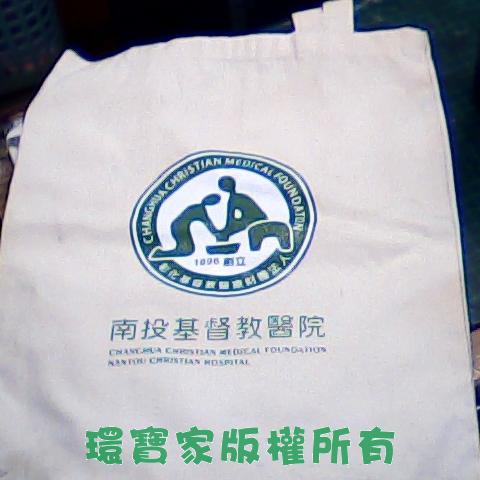 CHANGHUA CHRISTIAN MEDICAL FOUNDATION
1896 創立
南投基督教醫院
CHANGHUA CHRISTIAN MEDICAL FOUNDATION
NANTOU CHRISTIAN HOSPITAL
環寶家版權所有